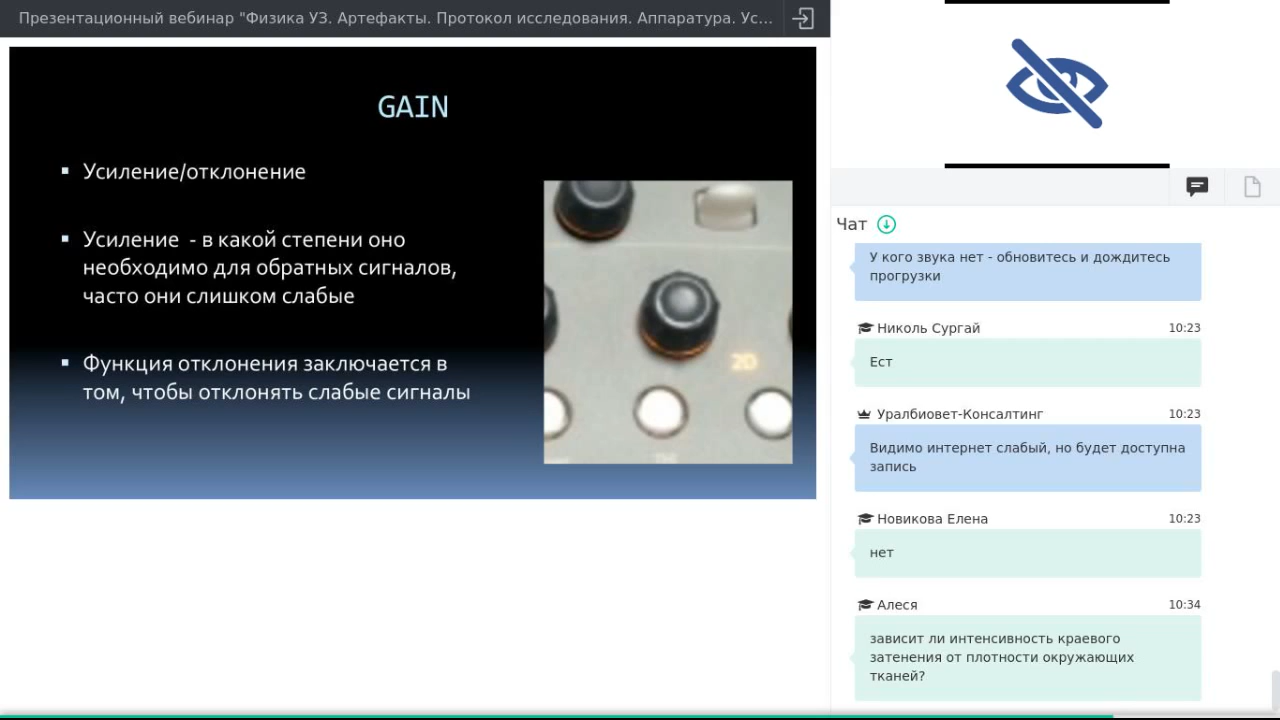 Презентационный вебинар "Физика УЗ. Артефакты. Протокол исследования. Аппаратура. Ус...
GAIN
Усиление/отклонение
Усиление - в какой степени оно
необходимо для обратных сигналов,
часто они слишком слабые
Функция отклонения заключается в
том, чтобы отклонять слабые сигналы
2D
Чат
У кого звука нет - обновитесь и дождитесь
прогрузки
Николь Сургай 10:23
Ест
Уралбиовет-Консалтинг 10:23
Видимо интернет слабый, но будет доступна
запись
Новикова Елена 10:23
нет
Алеся 10:34
зависит ли интенсивность краевого
затенения от плотности окружающих
тканей?